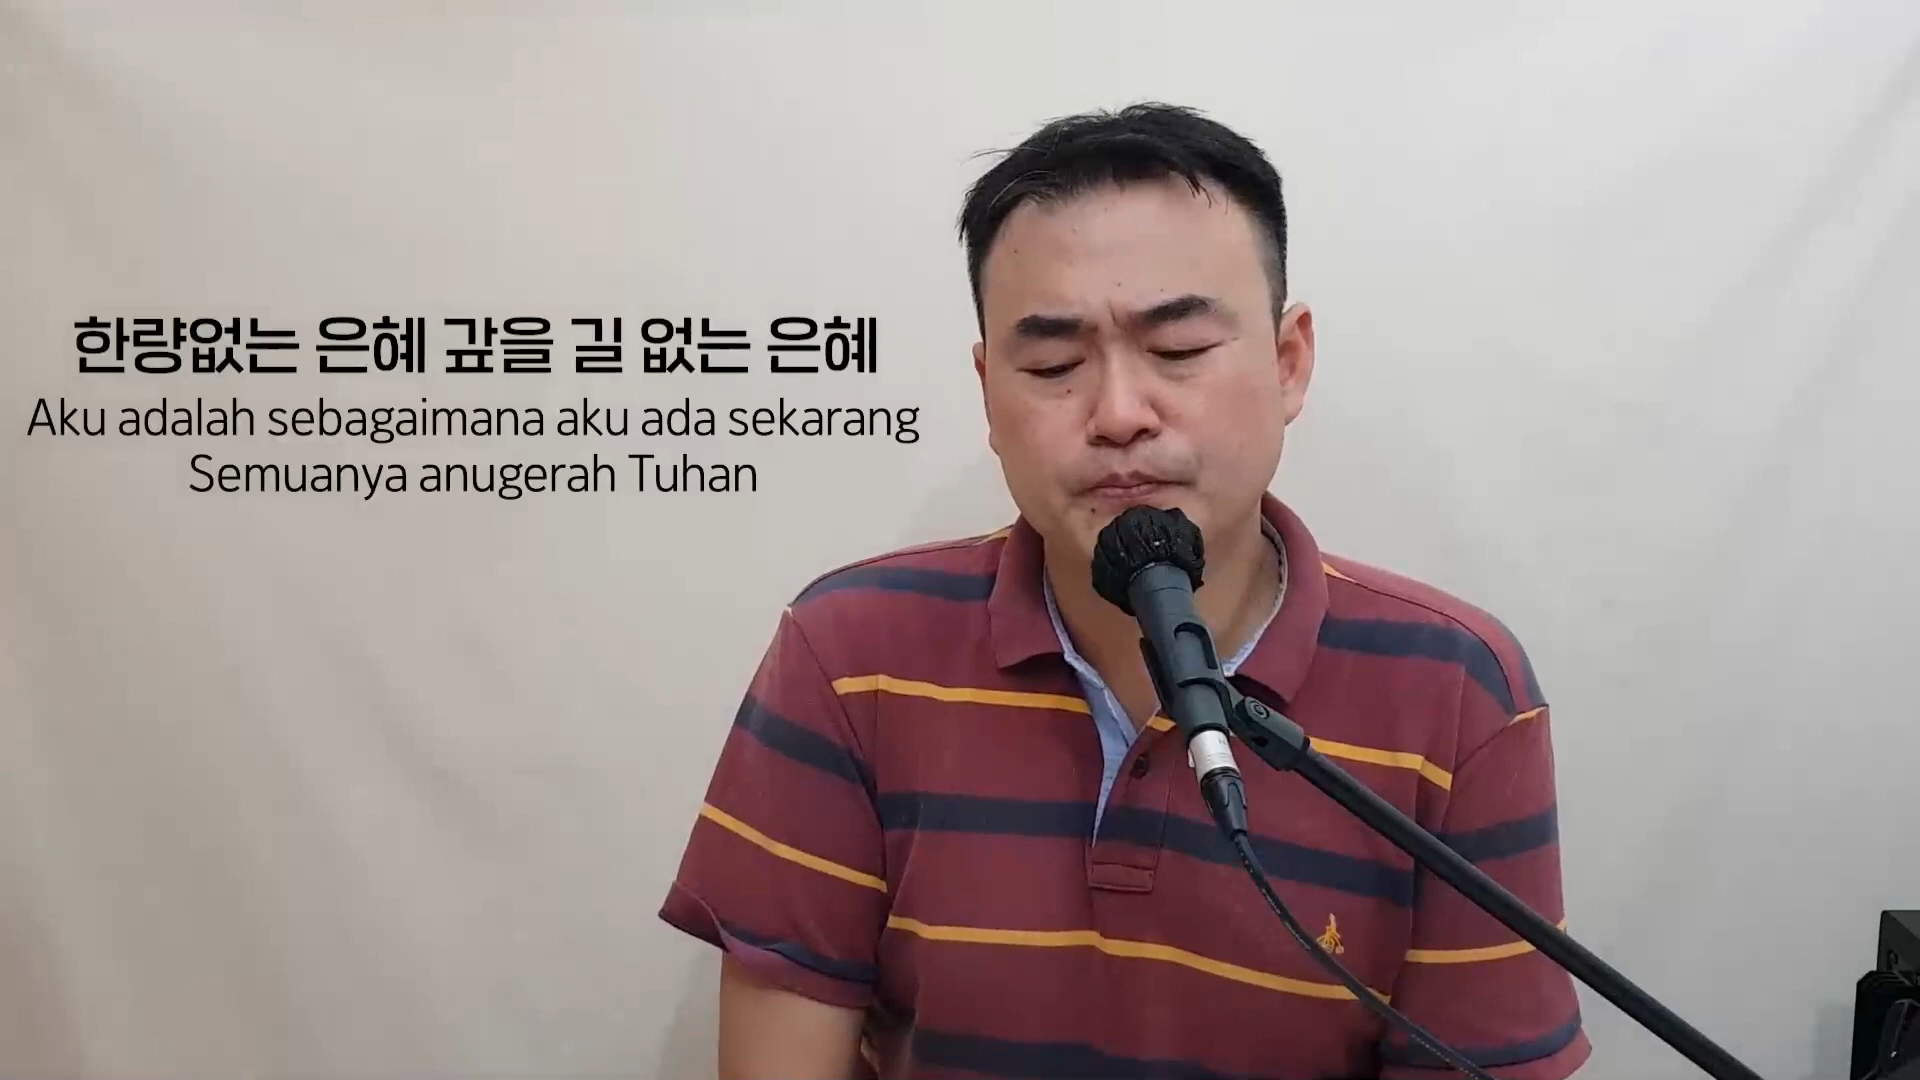 한량없는 은혜 갚을 길 없는 은혜
Aku adalah sebagaimana aku ada sekarang
Semuanya anugerah Tuhan